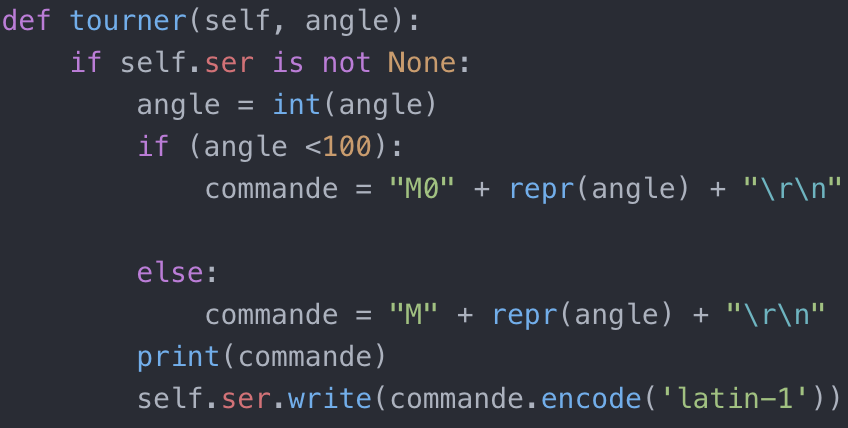 def tourner(self, angle):
    if self.ser is not None:
        angle = int(angle)
        if (angle <100):
            commande = "M0" + repr(angle) + "\r\n"

        else:
            commande = "M" + repr(angle) + "\r\n"
        print(commande)
        self.ser.write(commande.encode('latin-1'))